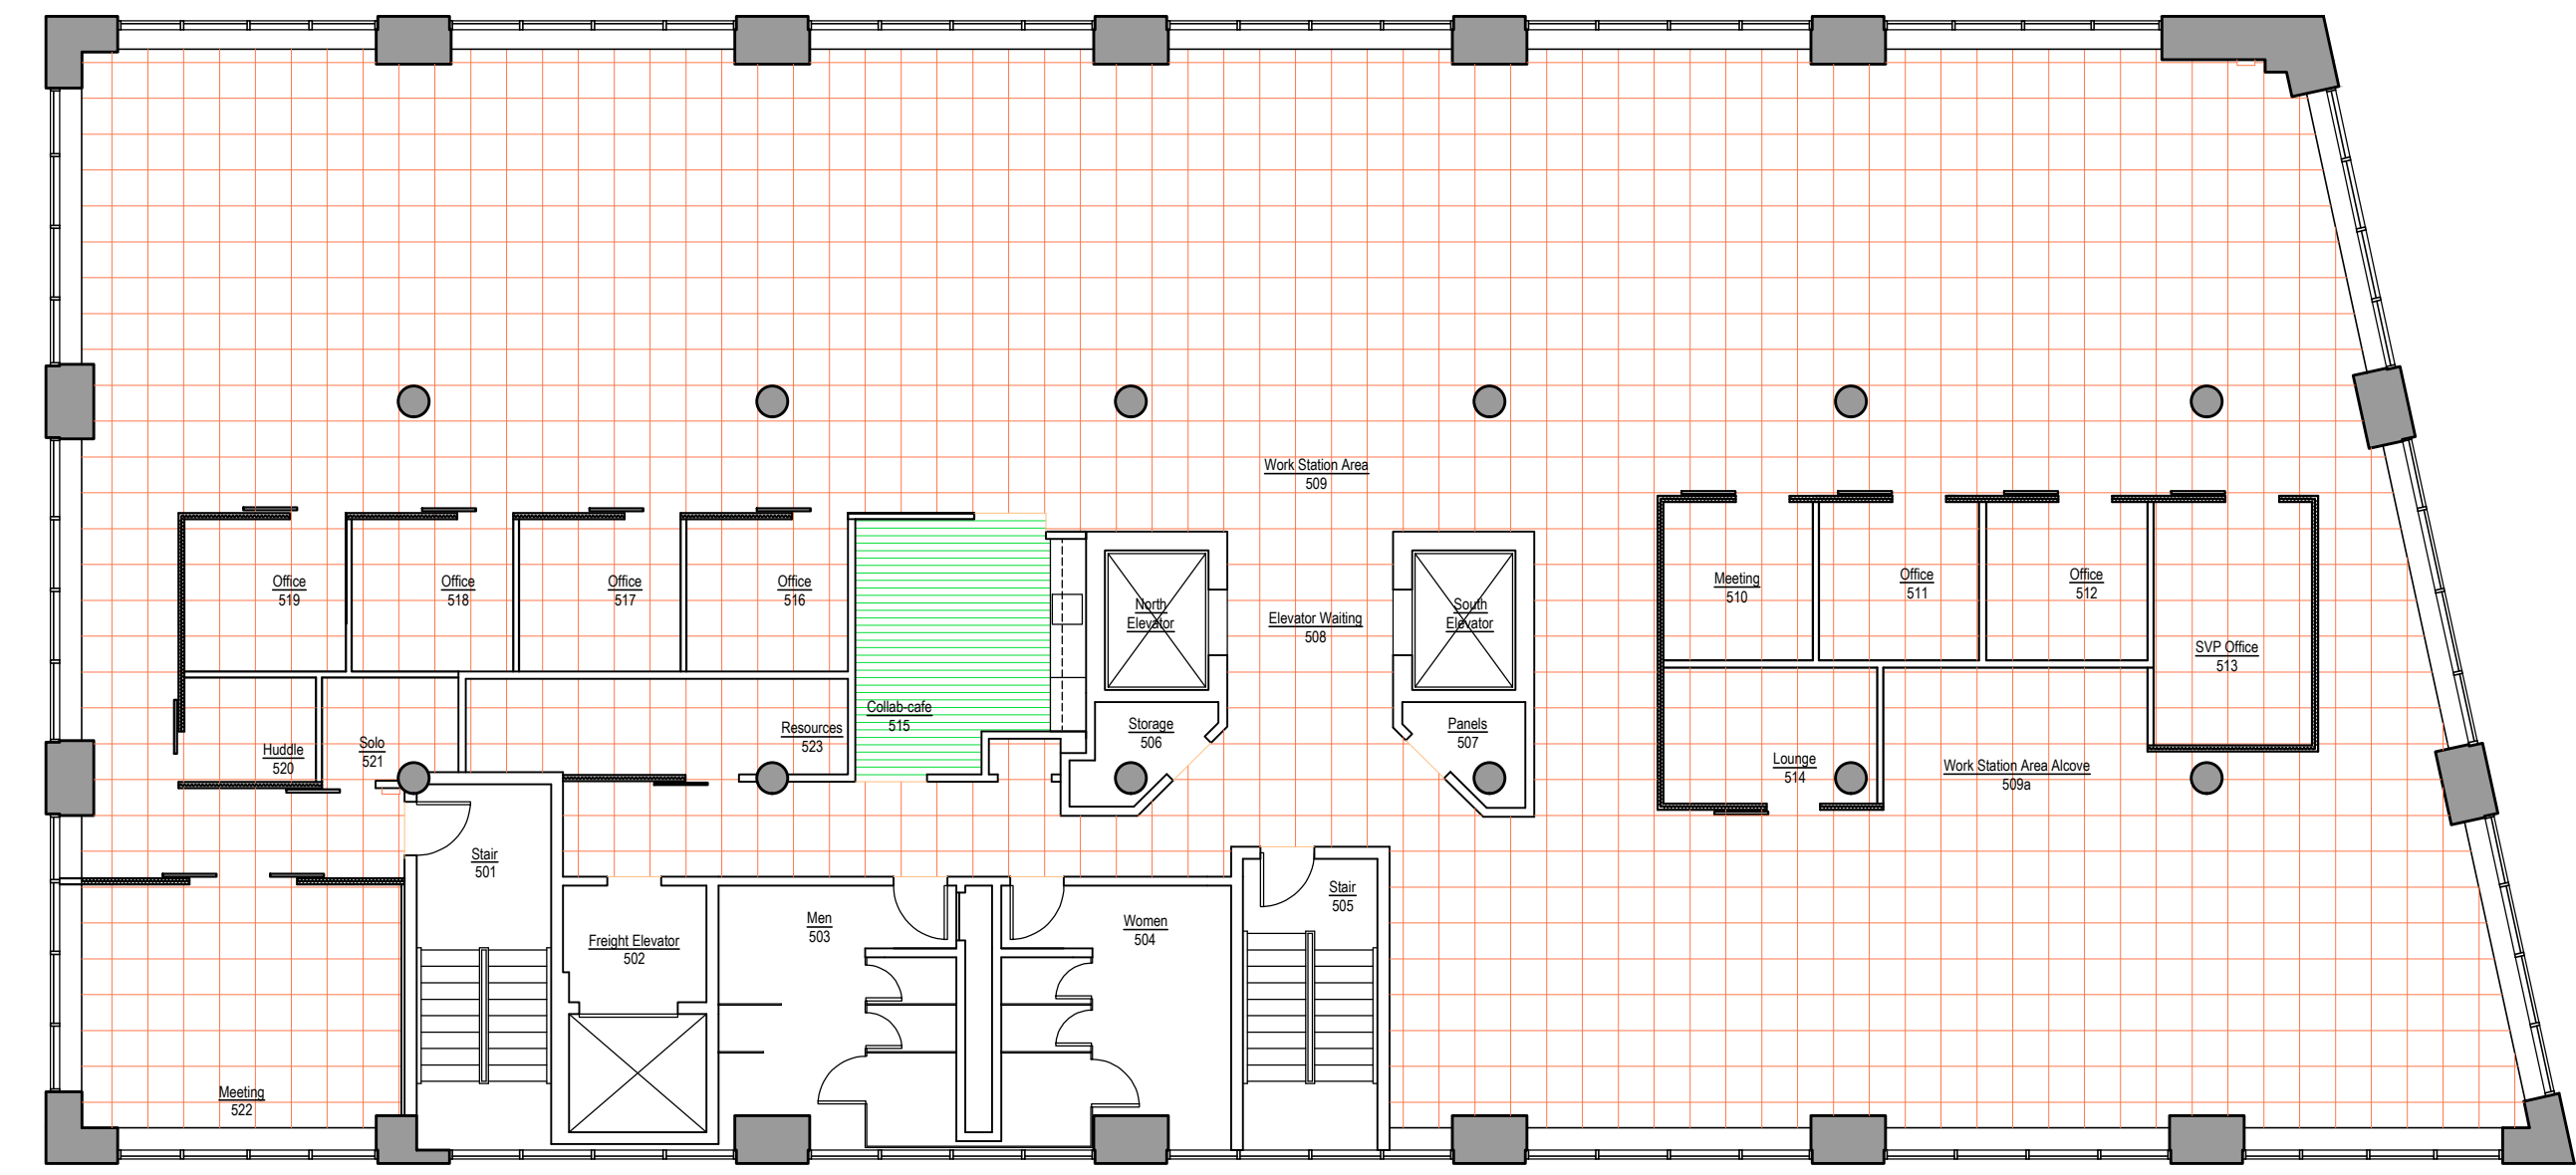 Work Station Area
509
Office
519
Office
518
Office
517
Office
516
North
Elevator
Elevator Waiting
508
South
Elevator
Meeting
510
Office
511
Office
512
SVP Office
513
Huddle
520
Solo
521
Resources
523
Collab-cafe
515
Storage
506
Panels
507
Lounge
514
Work Station Area Alcove
509a
Stair
501
Freight Elevator
502
Men
503
Women
504
Stair
505
Meeting
522